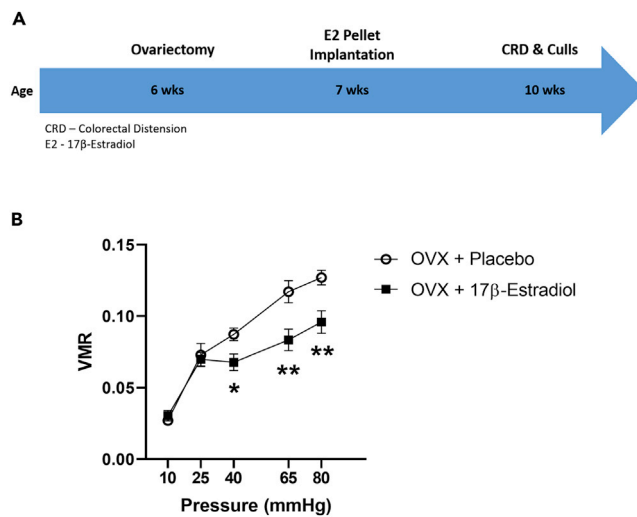 A
Ovariectomy
E2 Pellet
Implantation
CRD & Culls
Age
6 wks
7 wks
10 wks
CRD – Colorectal Distension
E2 - 17β-Estradiol
B
OVX + Placebo
OVX + 17β-Estradiol
VMR
0.15
0.10
0.05
0.00
*
**
**
10
25
40
65
80
Pressure (mmHg)